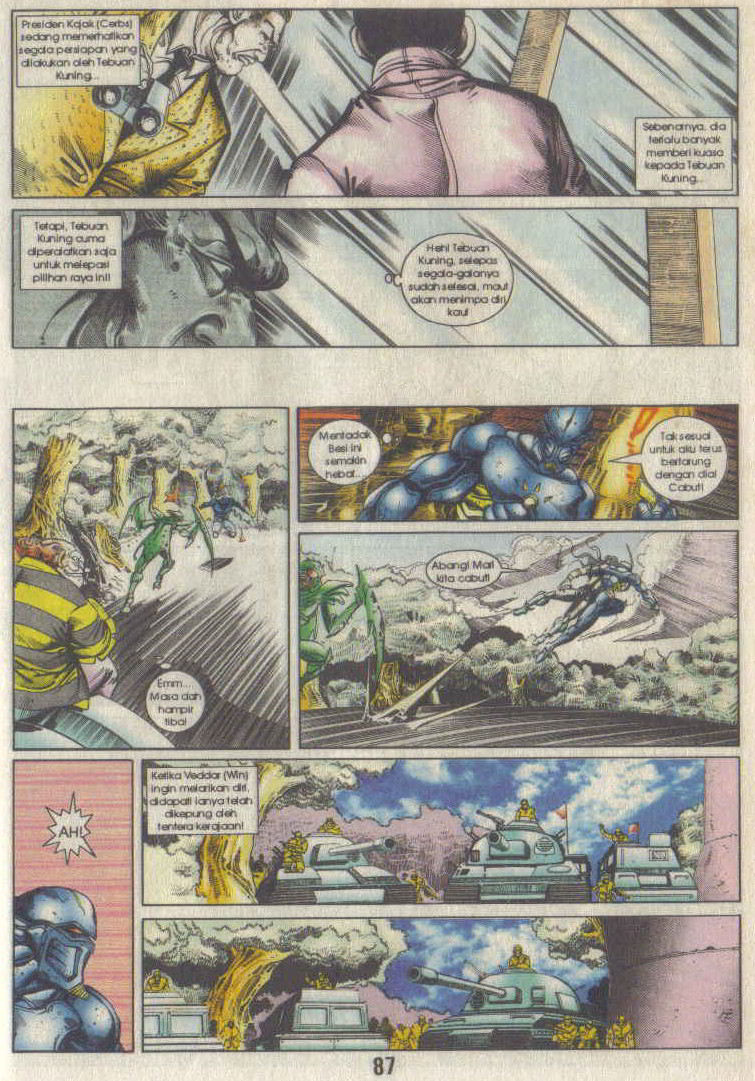 Presiden Kajak (Cerbs)
sedang memerhatikan
segala persiapan yang
dilakukan oleh Tebuan
Kuning...
Sebenarnya, dia
terlalu banyak
memberi kuasa
kepada Tebuan
Kuning...
Tetapi, Tebuan
Kuning cuma
diperalatkan saja
untuk melepasi
pilihan raya ini!
Heh! Tebuan
Kuning, selepas
segala-galanya
sudah selesai, maut
akan menimpa diri
kau!
Emm...
Masa dah
hampir
tiba!
Mentadak
Besi ini
semakin
hebat...
Tak sesuai
untuk aku terus
bertarung
dengan dia!
Cabut!
Abang! Mari
kita cabut!
AH!
Ketika Veddar (Win)
ingin melarikan diri,
didapati ianya telah
dikepung oleh
tentera kerajaan!
87